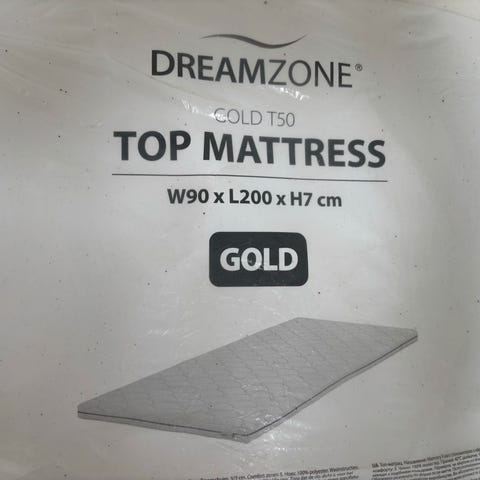 DREAMZONE®
GOLD T50
TOP MATTRESS
W90 x L200 x H7 cm
GOLD